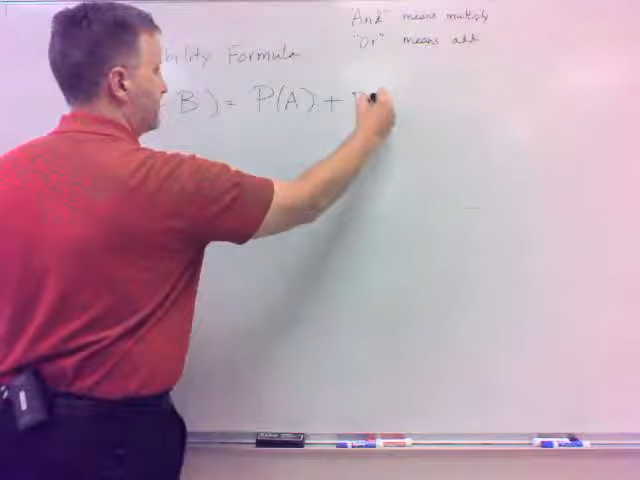 "And" means multiply
"Or" means add
bility Formula
B) = P(A) + P